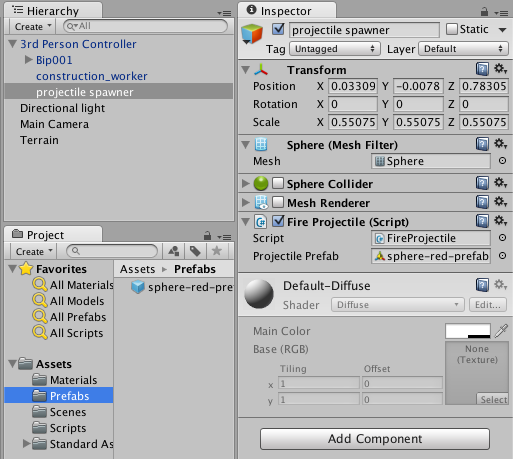 Hierarchy
Create All
3rd Person Controller
Bip001
construction_worker
projectile spawner
Directional light
Main Camera
Terrain
Project
Create
Favorites
All Materials
All Models
All Prefabs
All Scripts
Assets
Materials
Prefabs
Scenes
Scripts
Standard As
Assets Prefabs
sphere-red-pref
Inspector
projectile spawner Static
Tag Untagged Layer Default
Transform
Position X 0.03309 Y -0.0078 Z 0.78305
Rotation X 0 Y 0 Z 0
Scale X 0.55075 Y 0.55075 Z 0.55075
Sphere (Mesh Filter)
Mesh Sphere
Sphere Collider
Mesh Renderer
Fire Projectile (Script)
Script FireProjectile
Projectile Prefab sphere-red-prefab
Default-Diffuse
Shader Diffuse Edit...
Main Color
Base (RGB)
None
(Texture)
Tiling Offset
x 1 0
y 1 0
Select
Add Component